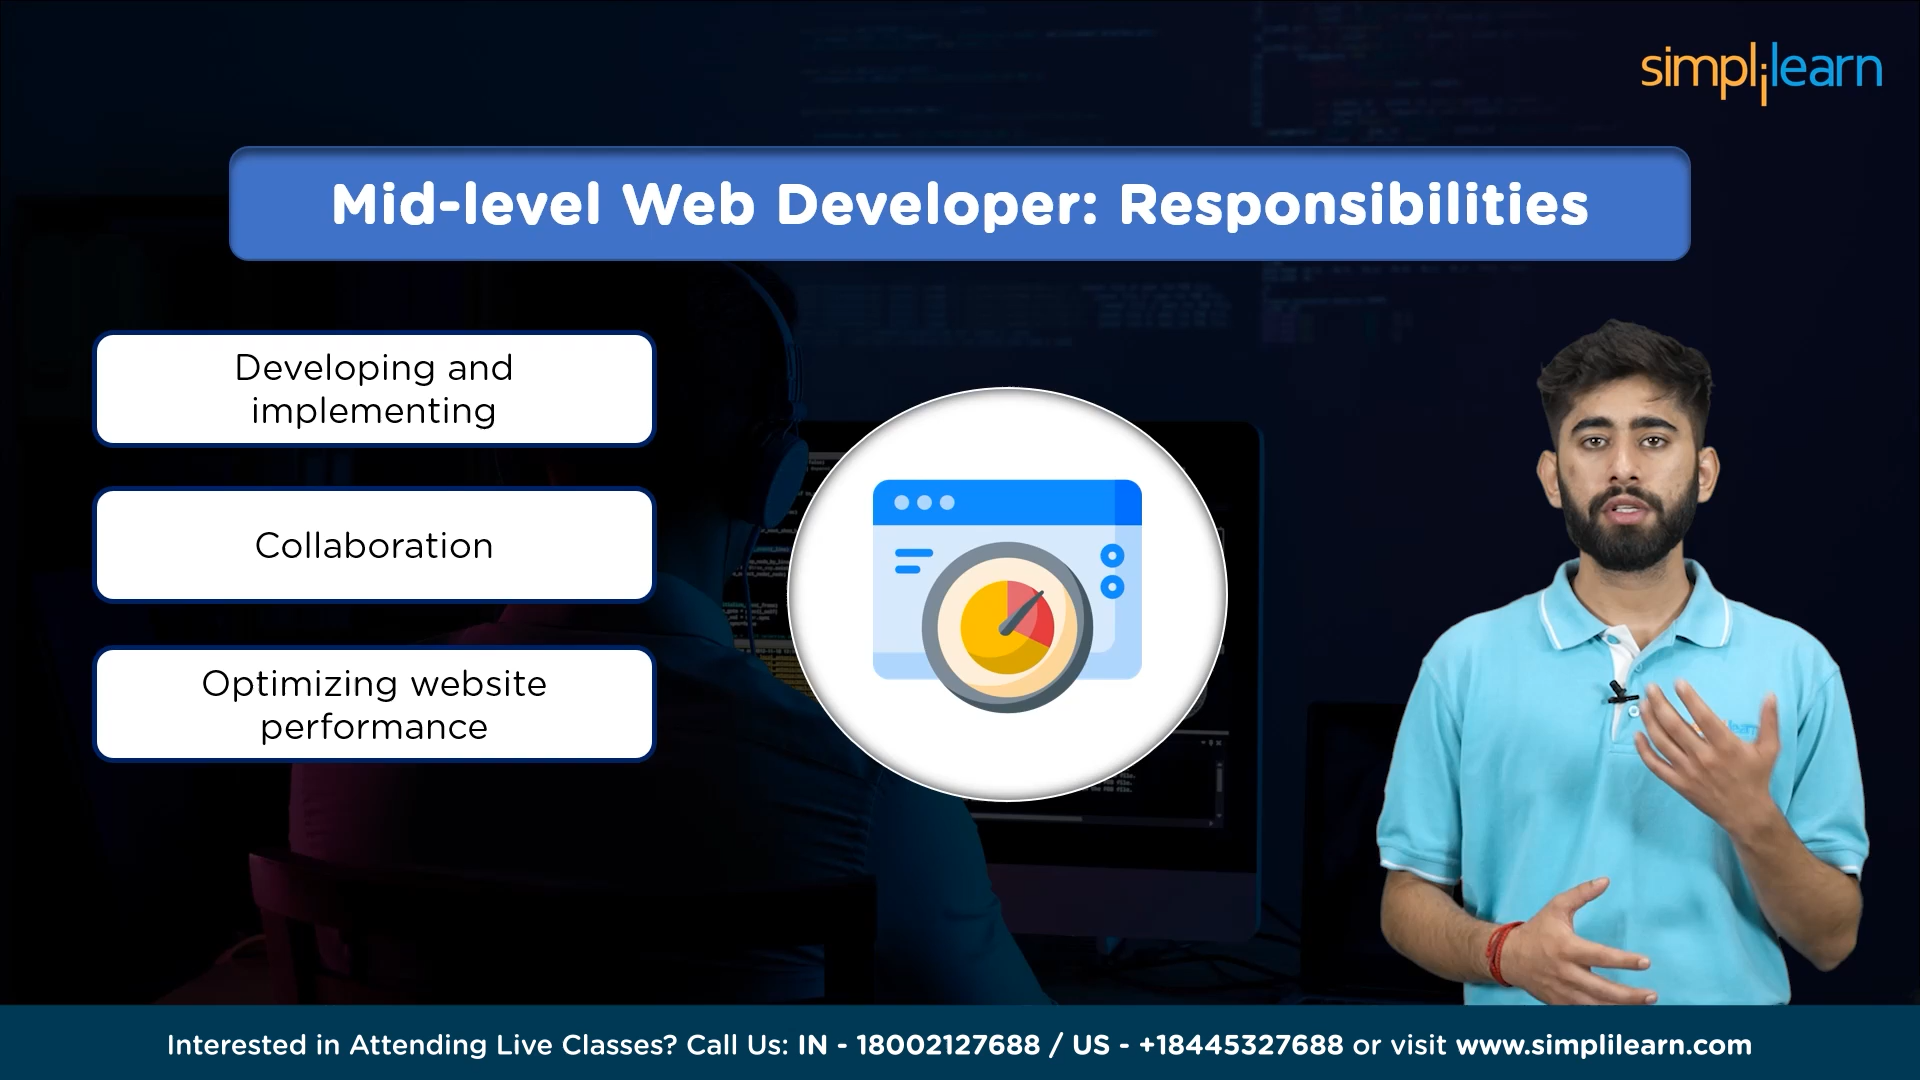 simplilearn
Mid-level Web Developer: Responsibilities
Developing and
implementing
Collaboration
Optimizing website
performance
Interested in Attending Live Classes? Call Us: IN - 18002127688 / US - +18445327688 or visit www.simplilearn.com